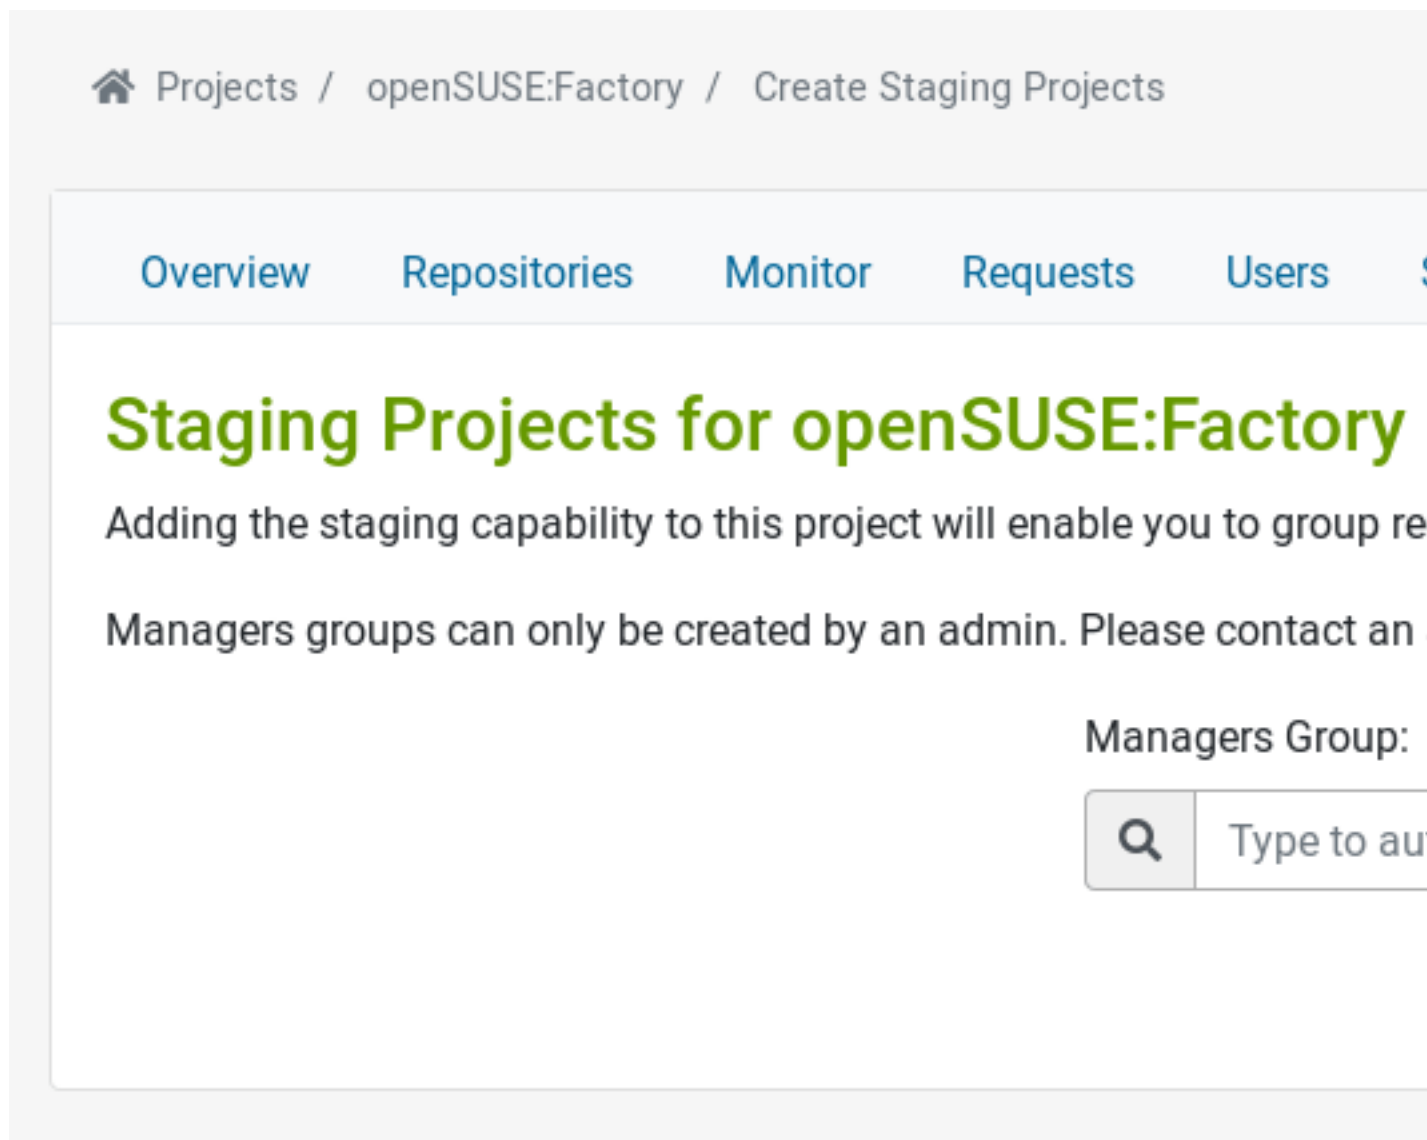 Projects / openSUSE:Factory / Create Staging Projects
Overview Repositories Monitor Requests Users
Staging Projects for openSUSE:Factory
Adding the staging capability to this project will enable you to group
Managers groups can only be created by an admin. Please contact an
Managers Group:
Type to